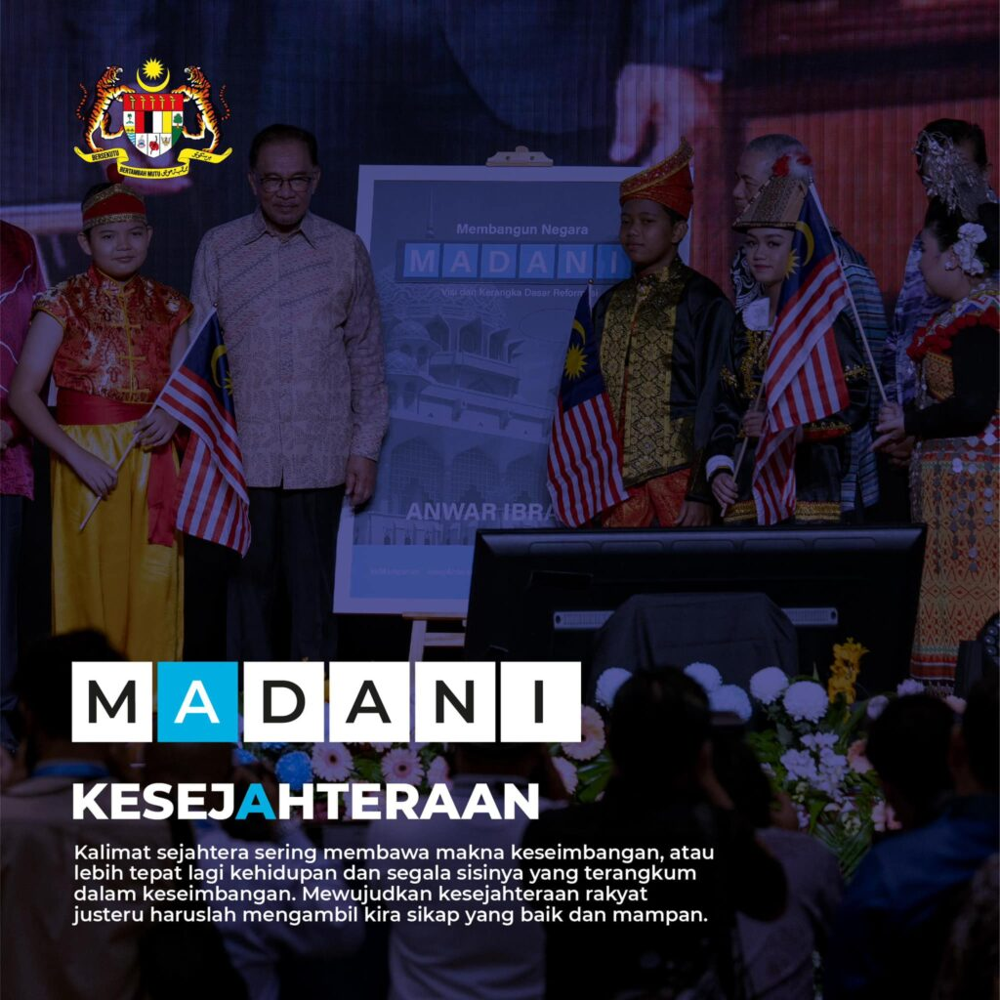 BERSEKUTU
BERTAMBAH MUTU
Membangun Negara
MADANI
Visi dan Kerangka Dasar Reformasi
ANWAR IBRA
MADANI
KESEJAHTERAAN
Kalimat sejahtera sering membawa makna keseimbangan, atau
lebih tepat lagi kehidupan dan segala sisinya yang terangkum
dalam keseimbangan. Mewujudkan kesejahteraan rakyat
justeru haruslah mengambil kira sikap yang baik dan mampan.